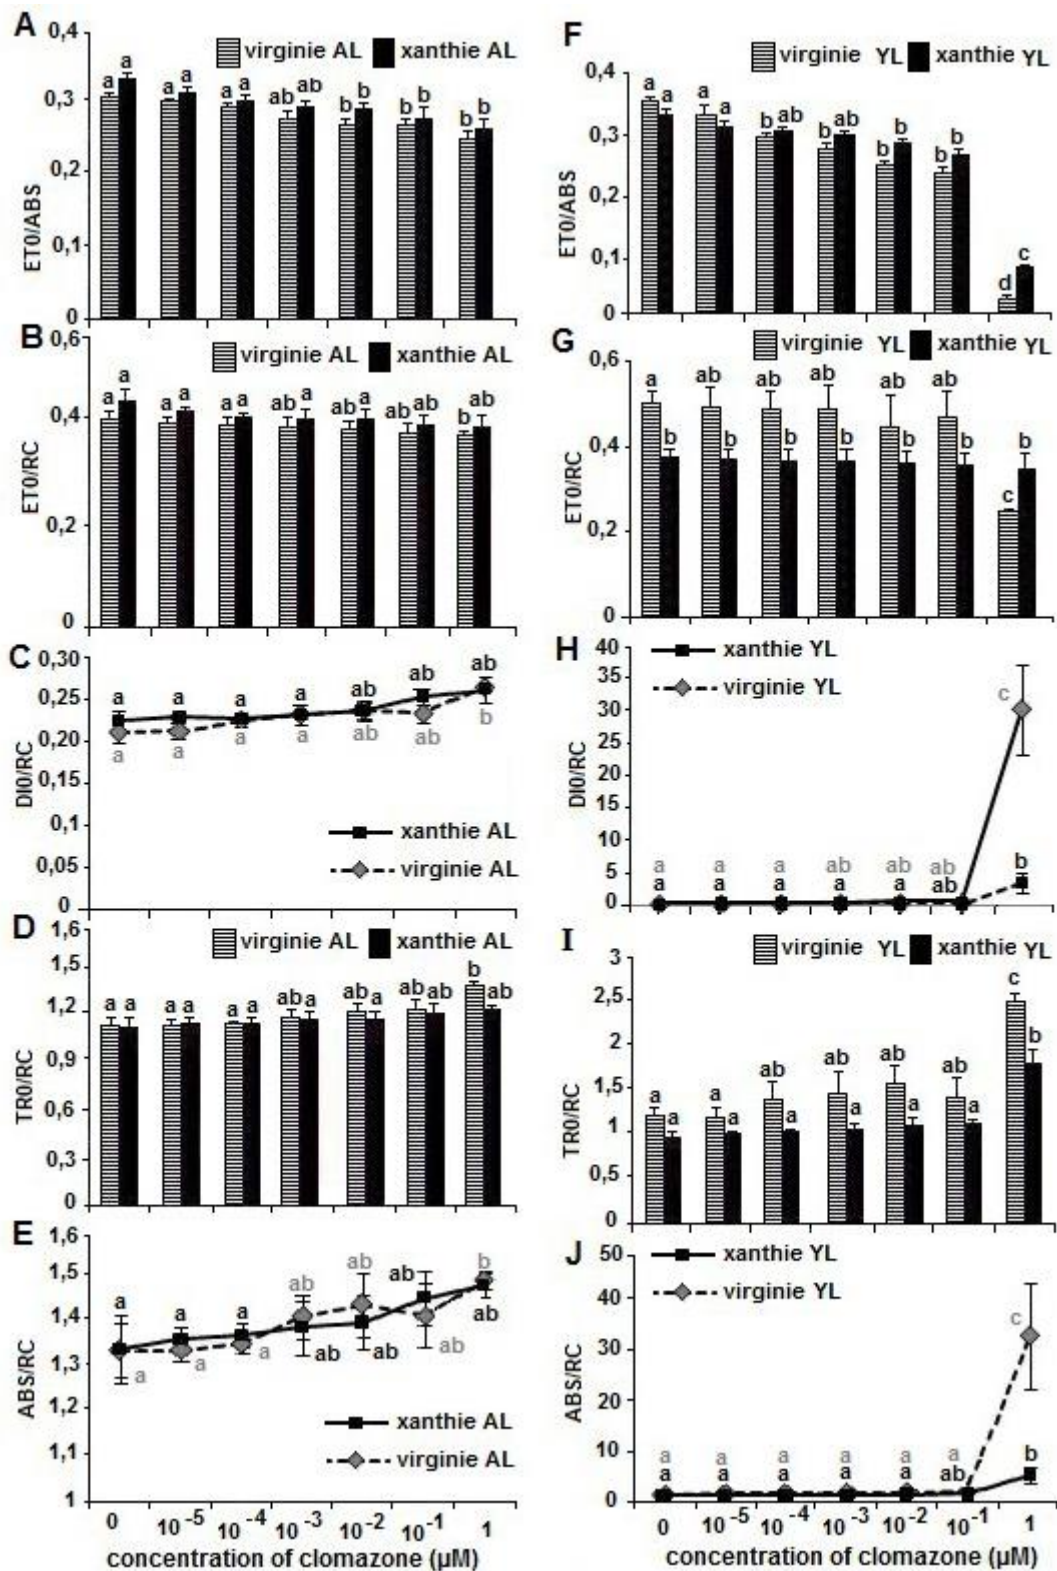 A
virginie AL xanthie AL
0,4
0,3
0,2
0,1
0
ET0/ABS
a a a a a a ab ab b b b b b b
B
virginie AL xanthie AL
0,6
0,4
0,2
0
ET0/RC
a a a a a a ab a ab a ab ab b ab
C
0,30
0,25
0,20
0,15
0,1
0,05
0
DI0/RC
a a a a ab ab ab
a a a a ab ab b
xanthie AL
virginie AL
D
virginie AL xanthie AL
1,6
1,5
1,2
0,9
0,6
0,3
0
TR0/RC
a a a a a a ab a ab a ab ab b ab
E
1,6
1,5
1,4
1,3
1,2
1,1
1
ABS/RC
a a a ab ab ab b
a a a ab ab ab ab
xanthie AL
virginie AL
0 10-5 10-4 10-3 10-2 10-1 1
concentration of clomazone (µM)
F
virginie YL xanthie YL
0,4
0,3
0,2
0,1
0
ET0/ABS
a a a a b ab b ab b b b b d c
G
virginie YL xanthie YL
0,6
0,4
0,2
0
ET0/RC
a b ab b ab b ab b ab b ab b c b
H
xanthie YL
virginie YL
40
35
30
25
20
15
10
5
0
DI0/RC
a a a ab ab ab c
a a a a a ab b
I
virginie YL xanthie YL
3
2,5
2
1,5
1
0,5
0
TR0/RC
a a a a ab a ab a ab a ab a c b
J
xanthie YL
virginie YL
50
40
30
20
10
0
ABS/RC
a a a a a a c
a a a a a ab b
0 10-5 10-4 10-3 10-2 10-1 1
concentration of clomazone (µM)